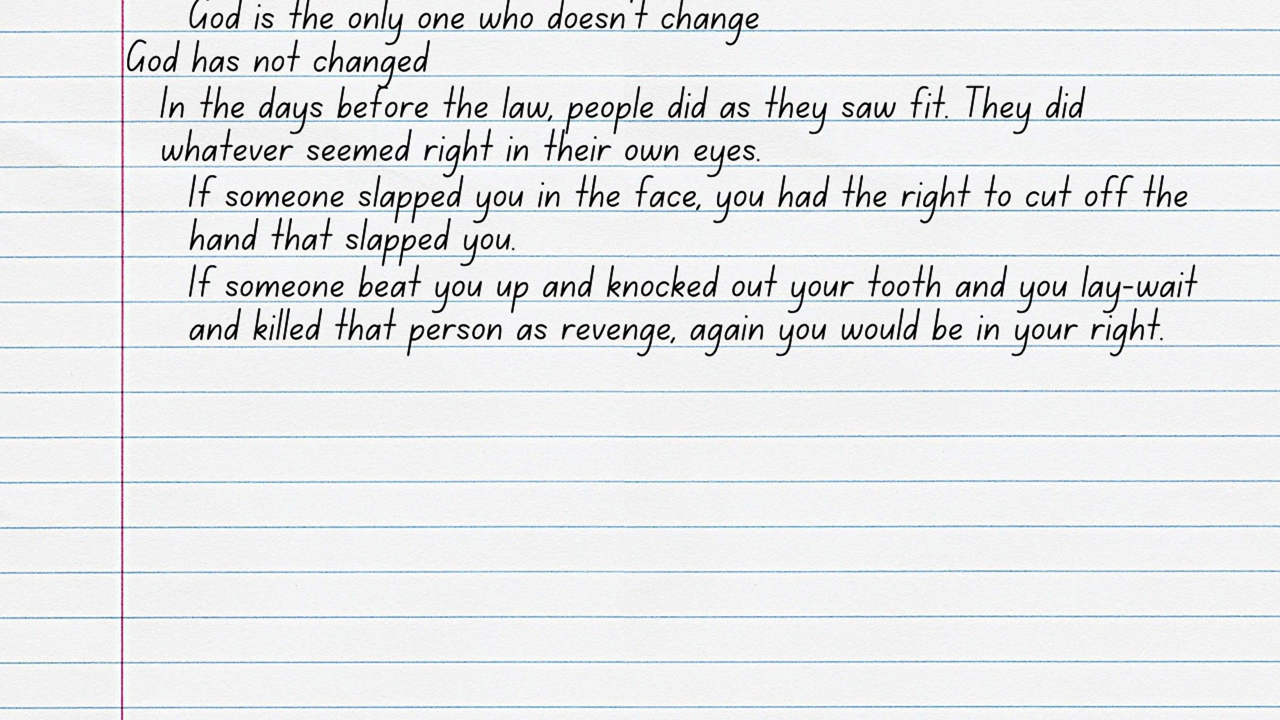 God is the only one who doesn't change
God has not changed
In the days before the law, people did as they saw fit. They did
whatever seemed right in their own eyes.
If someone slapped you in the face, you had the right to cut off the
hand that slapped you.
If someone beat you up and knocked out your tooth and you lay-wait
and killed that person as revenge, again you would be in your right.